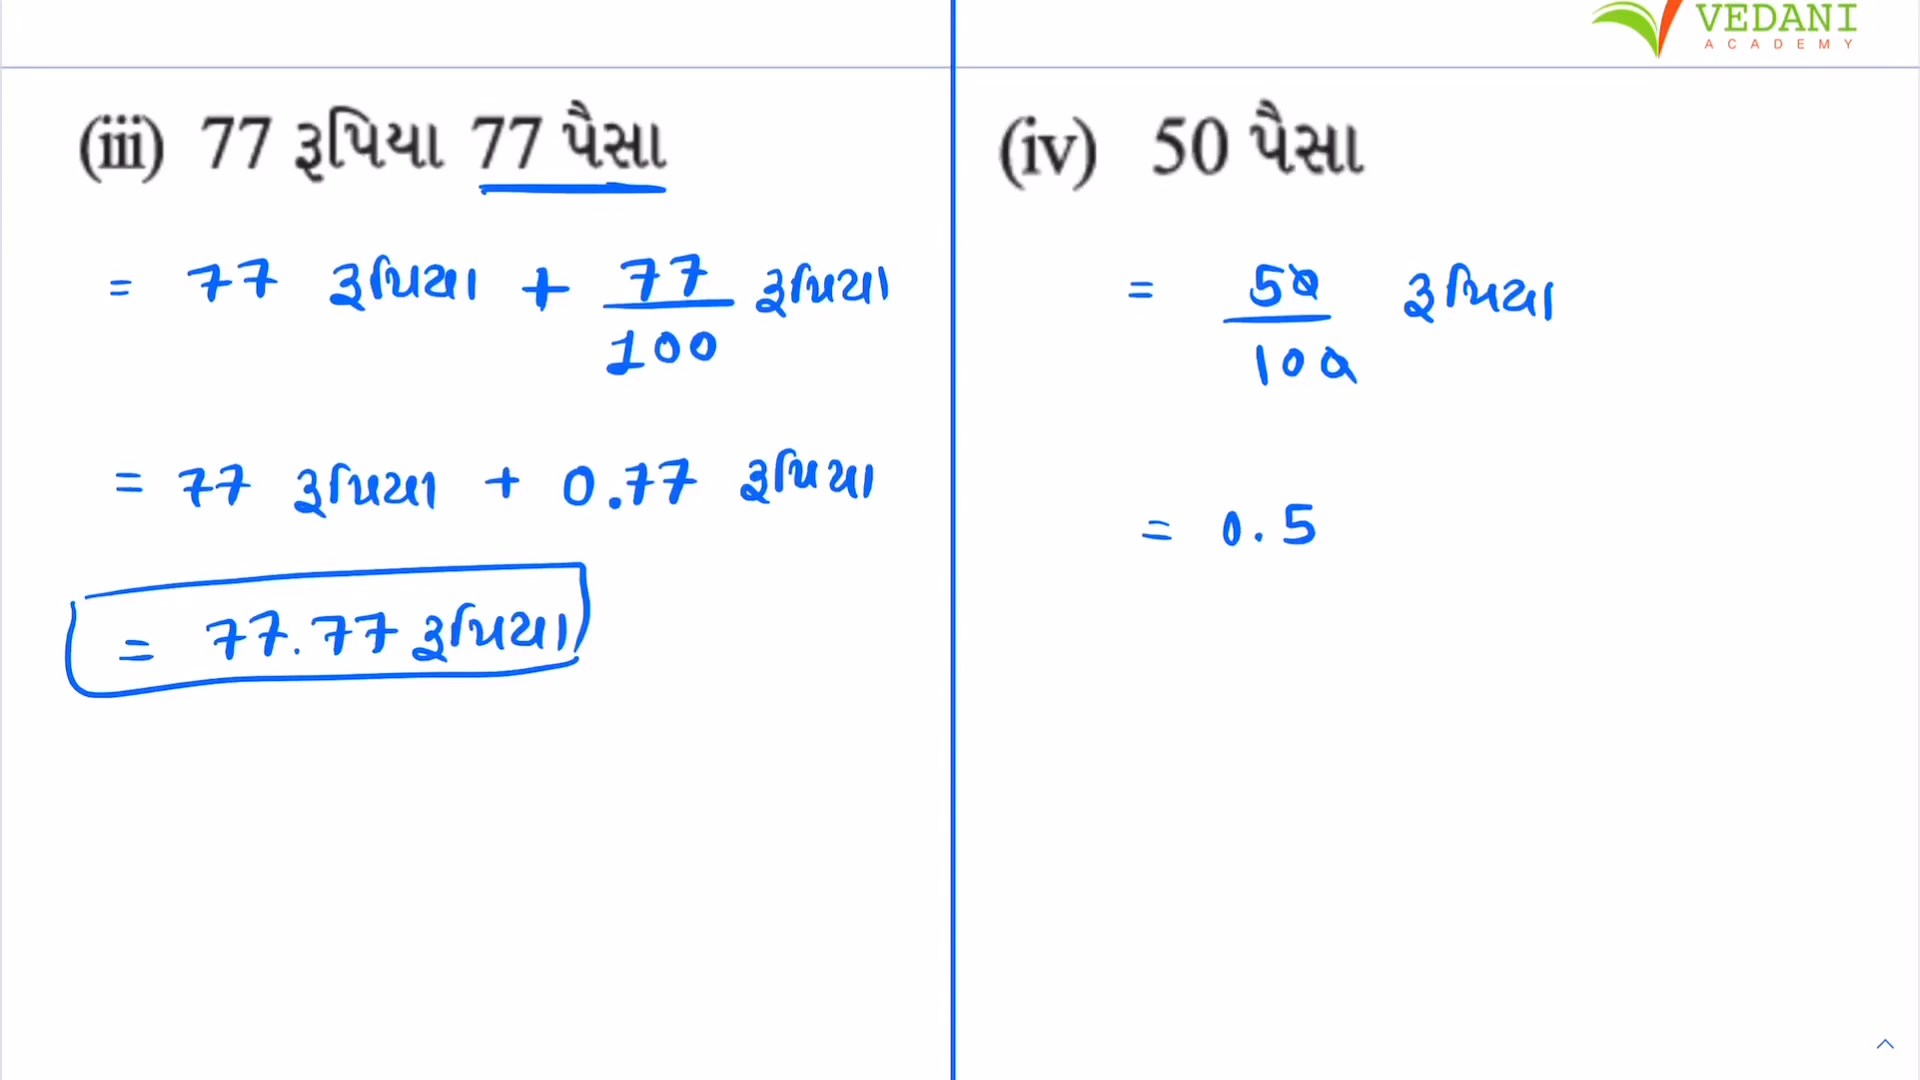 VEDANI
ACADEMY
(iii) 77 રૂપિયા 77 પૈસા
= 77 રૂપિયા + 77/100 રૂપિયા
= 77 રૂપિયા + 0.77 રૂપિયા
= 77.77 રૂપિયા
(iv) 50 પૈસા
= 50/100 રૂપિયા
= 0.5